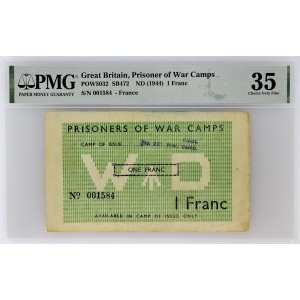 PMG
PAPER MONEY GUARANTY
Great Britain, Prisoner of War Camps
POW5032 SB472 ND (1944) 1 Franc
S/N 001584 - France
35
Choice Very Fine
PRISONERS OF WAR CAMPS
CAMP OF ISSUE
W D
ONE FRANC
Nº 001584
1 Franc
AVAILABLE IN CAMP OF ISSUE ONLY